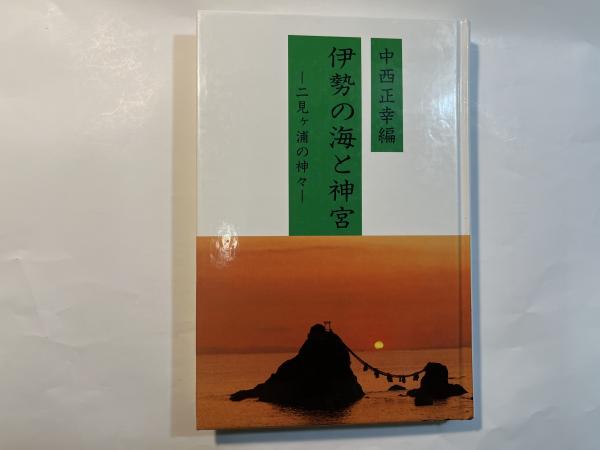 中西正幸編
伊勢の海と神宮
―二見ヶ浦の神々―